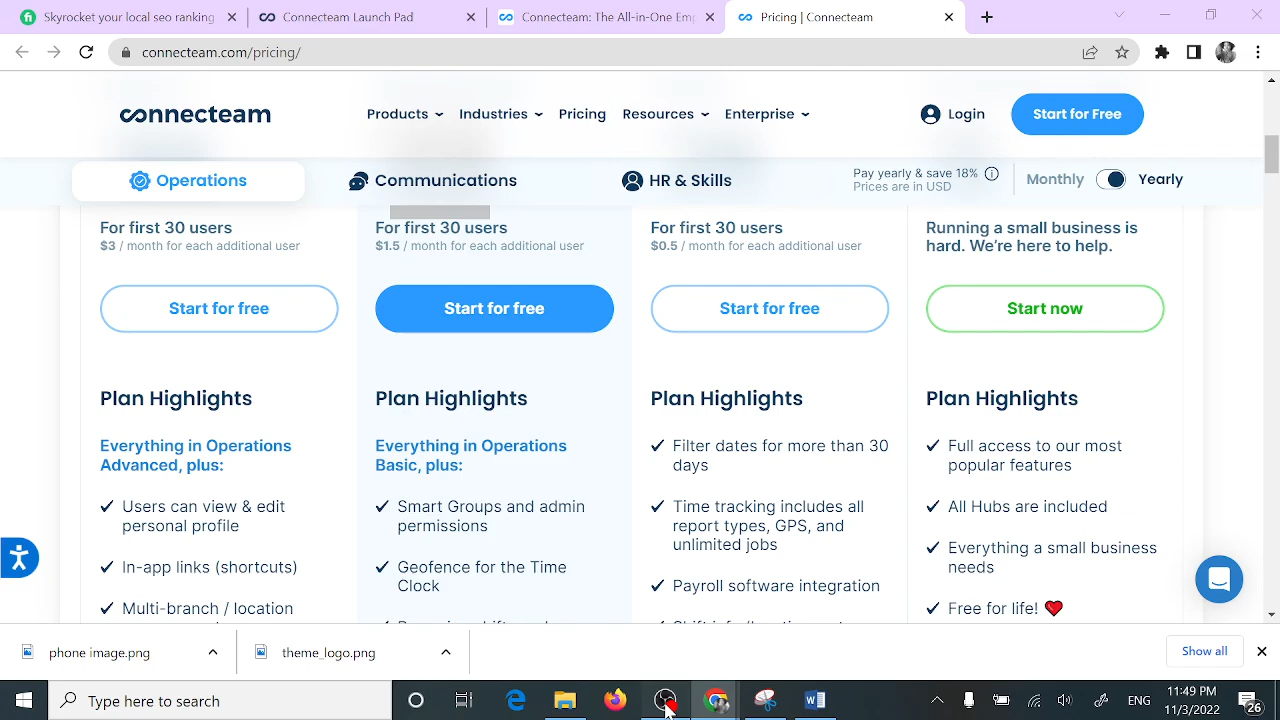 Skyrocket your local seo ranking
Connecteam Launch Pad
Connecteam: The All-in-One Emp
Pricing | Connecteam
connecteam.com/pricing/
connecteam
Products
Industries
Pricing
Resources
Enterprise
Login
Start for Free
Operations
Communications
HR & Skills
Pay yearly & save 18%
Prices are in USD
Monthly
Yearly
For first 30 users
$3 / month for each additional user
Start for free
Plan Highlights
Everything in Operations
Advanced, plus:
Users can view & edit
personal profile
In-app links (shortcuts)
Multi-branch / location
For first 30 users
$1.5 / month for each additional user
Start for free
Plan Highlights
Everything in Operations
Basic, plus:
Smart Groups and admin
permissions
Geofence for the Time
Clock
For first 30 users
$0.5 / month for each additional user
Start for free
Plan Highlights
Filter dates for more than 30
days
Time tracking includes all
report types, GPS, and
unlimited jobs
Payroll software integration
Running a small business is
hard. We're here to help.
Start now
Plan Highlights
Full access to our most
popular features
All Hubs are included
Everything a small business
needs
Free for life!
phone image.png
theme_logo.png
Show all
Type here to search
ENG
11:49 PM
11/3/2022
26